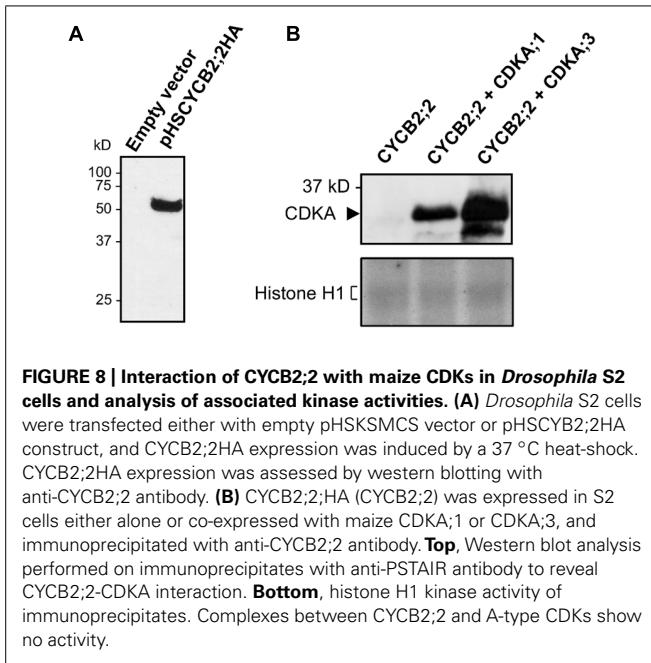 A
B
Empty vector
pHSCYCB2;2HA
CYCB2;2
CYCB2;2 + CDKA;1
CYCB2;2 + CDKA;3
kD
100 -
75 -
50 -
37 -
25 -
37 kD -
CDKA ►
Histone H1 [
FIGURE 8 | Interaction of CYCB2;2 with maize CDKs in Drosophila S2
cells and analysis of associated kinase activities. (A) Drosophila S2 cells
were transfected either with empty pHSKSMCS vector or pHSCYB2;2HA
construct, and CYCB2;2HA expression was induced by a 37 °C heat-shock.
CYCB2;2HA expression was assessed by western blotting with
anti-CYCB2;2 antibody. (B) CYCB2;2;HA (CYCB2;2) was expressed in S2
cells either alone or co-expressed with maize CDKA;1 or CDKA;3, and
immunoprecipitated with anti-CYCB2;2 antibody. Top, Western blot analysis
performed on immunoprecipitates with anti-PSTAIR antibody to reveal
CYCB2;2-CDKA interaction. Bottom, histone H1 kinase activity of
immunoprecipitates. Complexes between CYCB2;2 and A-type CDKs show
no activity.